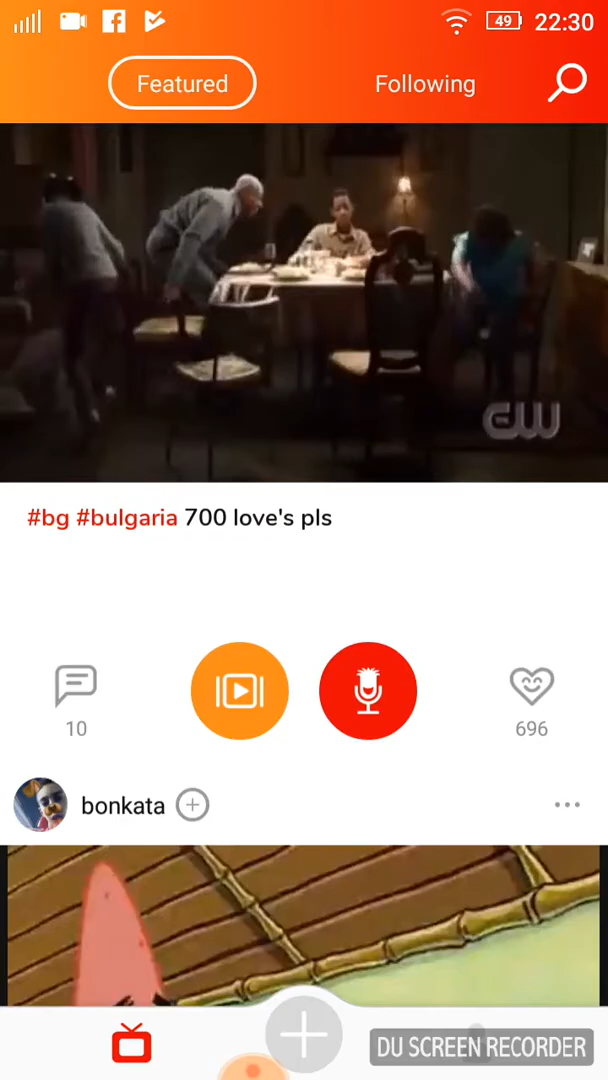 49 22:30
Featured Following
CW
#bg #bulgaria 700 love's pls
10 696
bonkata
DU SCREEN RECORDER